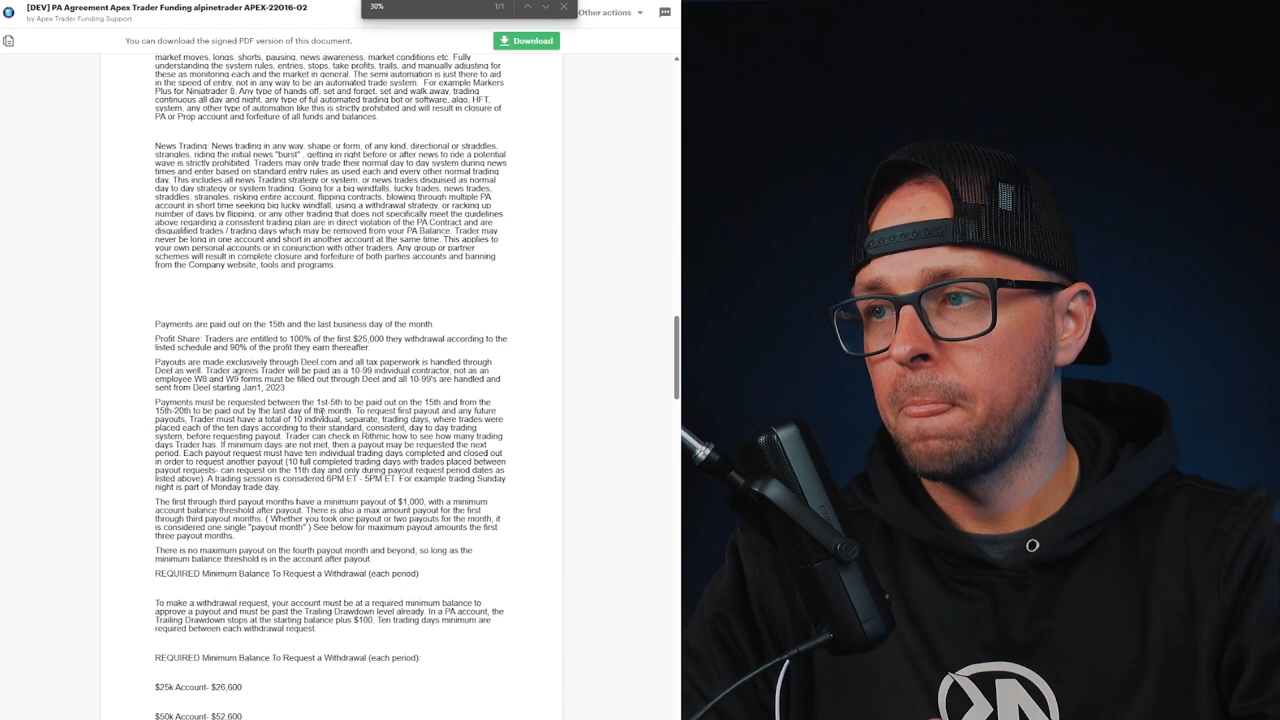 [DEV] PA Agreement Apex Trader Funding alpinetrader APEX-22016-02
30%
1/1
Other actions
by Apex Trader Funding Support
You can download the signed PDF version of this document.
Download
market moves, longs, shorts, pausing, news awareness, market conditions etc. Fully
understanding the system rules, entries, stops, take profits, trails, and manually adjusting for
these as monitoring each and the market in general. The semi automation is just there to aid
in the speed of entry, not in any way to be an automated trade system.  For example Markers
Plus for Ninjatrader 8. Any type of hands off, set and forget, set and walk away, trading
continuous all day and night, any type of ful automated trading bot or software, algo, HFT,
system, any other type of automation like this is strictly prohibited and will result in closure of
PA or Prop account and forfeiture of all funds and balances.
News Trading: News trading in any way, shape or form, of any kind, directional or straddles,
strangles, riding the initial news "burst" , getting in right before or after news to ride a potential
wave is strictly prohibited. Traders may only trade their normal day to day system during news
times and enter based on standard entry rules as used each and every other normal trading
day. This includes all news Trading strategy or system, or news trades disguised as normal
day to day strategy or system trading. Going for a big windfalls, lucky trades, news trades,
straddles, strangles, risking entire account, flipping contracts, blowing through multiple PA
account in short time seeking big lucky windfall, using a withdrawal strategy, or racking up
number of days by flipping, or any other trading that does not specifically meet the guidelines
above regarding a consistent trading plan are in direct violation of the PA Contract and are
disqualified trades / trading days which may be removed from your PA Balance. Trader may
never be long in one account and short in another account at the same time. This applies to
your own personal accounts or in conjunction with other traders. Any group or partner
schemes will result in complete closure and forfeiture of both parties accounts and banning
from the Company website, tools and programs.
Payments are paid out on the 15th and the last business day of the month.
Profit Share: Traders are entitled to 100% of the first $25,000 they withdrawal according to the
listed schedule and 90% of the profit they earn thereafter.
Payouts are made exclusively through Deel.com and all tax paperwork is handled through
Deel as well. Trader agrees Trader will be paid as a 10-99 individual contractor, not as an
employee.W8 and W9 forms must be filled out through Deel and all 10-99's are handled and
sent from Deel starting Jan1, 2023
Payments must be requested between the 1st-5th to be paid out on the 15th and from the
15th-20th to be paid out by the last day of the month. To request first payout and any future
payouts, Trader must have a total of 10 individual, separate, trading days, where trades were
placed each of the ten days according to their standard, consistent, day to day trading
system, before requesting payout. Trader can check in Rithmic how to see how many trading
days Trader has. If minimum days are not met, then a payout may be requested the next
period. Each payout request must have ten individual trading days completed and closed out
in order to request another payout (10 full completed trading days with trades placed between
payout requests- can request on the 11th day and only during payout request period dates as
listed above). A trading session is considered 6PM ET - 5PM ET. For example trading Sunday
night is part of Monday trade day.
The first through third payout months have a minimum payout of $1,000, with a minimum
account balance threshold after payout. There is also a max amount payout for the first
through third payout months. ( Whether you took one payout or two payouts for the month, it
is considered one single "payout month" ) See below for maximum payout amounts the first
three payout months.
There is no maximum payout on the fourth payout month and beyond, so long as the
minimum balance threshold is in the account after payout.
REQUIRED Minimum Balance To Request a Withdrawal (each period)
To make a withdrawal request, your account must be at a required minimum balance to
approve a payout and must be past the Trailing Drawdown level already. In a PA account, the
Trailing Drawdown stops at the starting balance plus $100. Ten trading days minimum are
required between each withdrawal request.
REQUIRED Minimum Balance To Request a Withdrawal (each period):
$25k Account- $26,600
$50k Account- $52,600